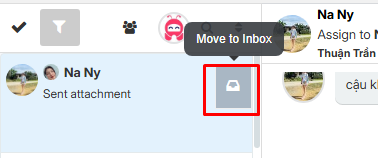 Na Ny
Move to Inbox
Assign to
Thuận Trần
Na Ny
Sent attachment
cậu